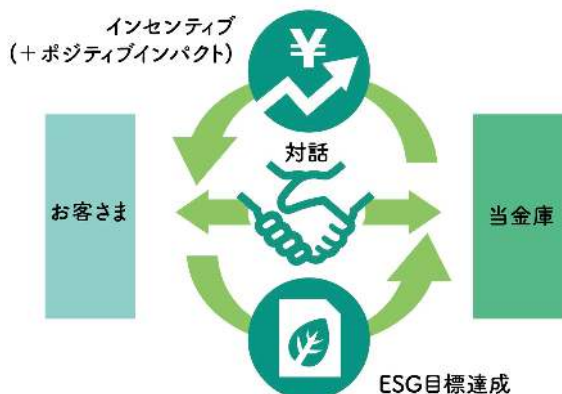 インセンティブ
(＋ポジティブインパクト)
¥
対話
お客さま
当金庫
ESG目標達成